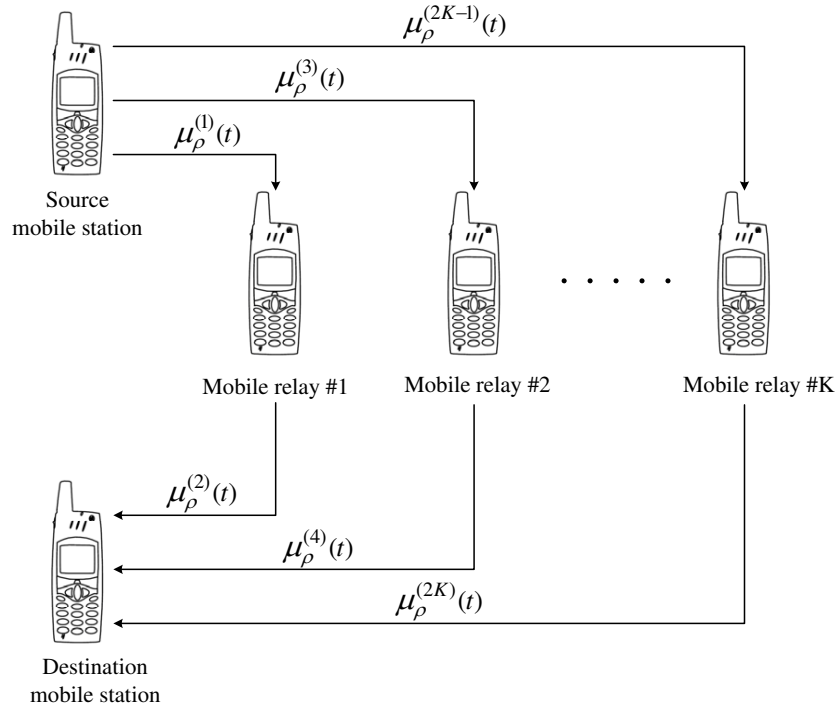 μ_ρ^(2K−1)(t)
μ_ρ^(3)(t)
μ_ρ^(1)(t)
Source
mobile station
Mobile relay #1
Mobile relay #2
. . . . .
Mobile relay #K
μ_ρ^(2)(t)
μ_ρ^(4)(t)
μ_ρ^(2K)(t)
Destination
mobile station